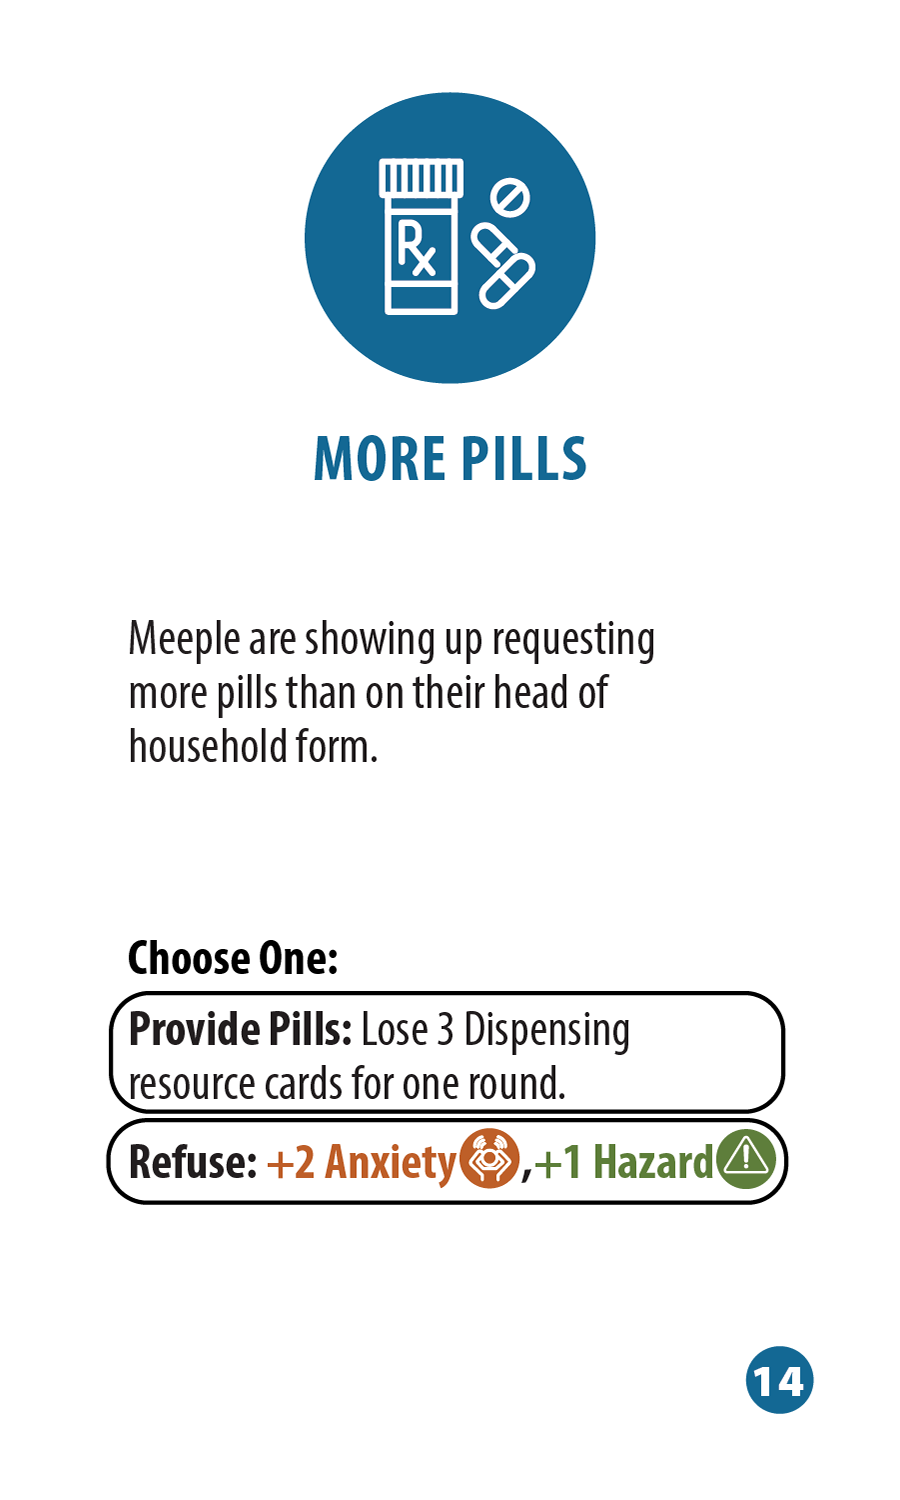 Rx
MORE PILLS
Meeple are showing up requesting
more pills than on their head of
household form.
Choose One:
Provide Pills: Lose 3 Dispensing
resource cards for one round.
Refuse: +2 Anxiety ,+1 Hazard
14